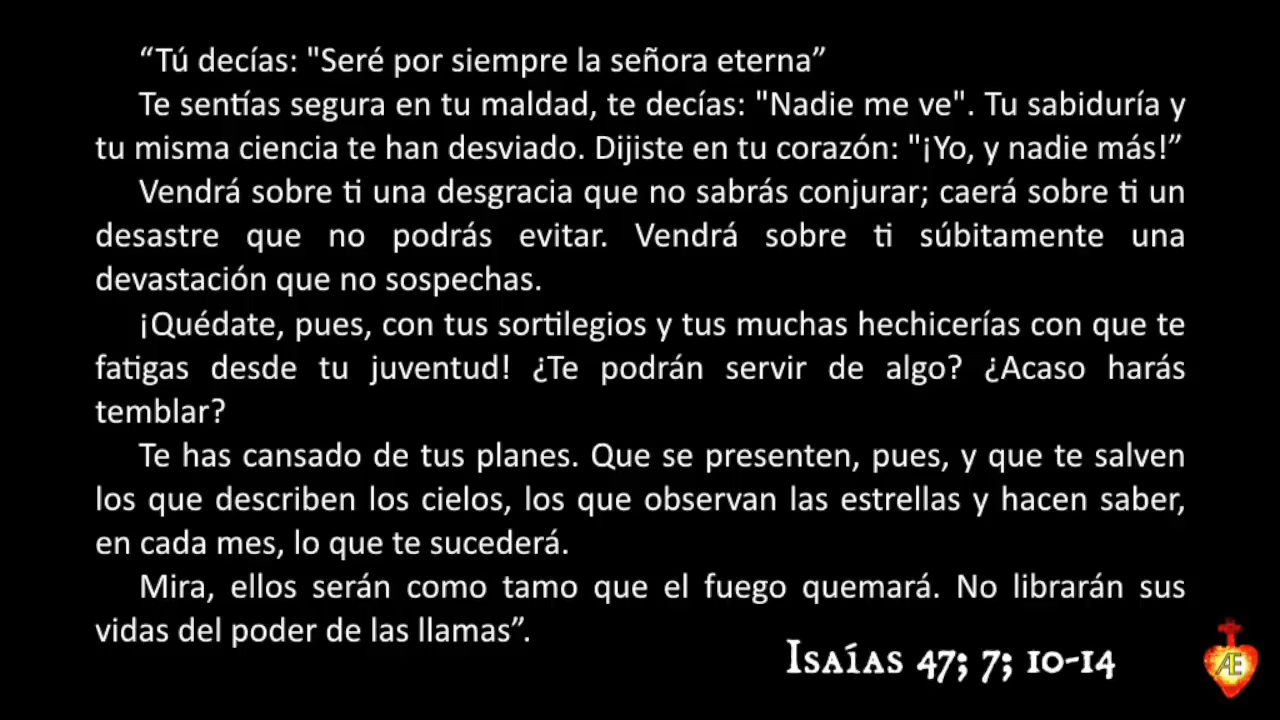 “Tú decías: "Seré por siempre la señora eterna”
Te sentías segura en tu maldad, te decías: "Nadie me ve". Tu sabiduría y
tu misma ciencia te han desviado. Dijiste en tu corazón: "¡Yo, y nadie más!”
Vendrá sobre ti una desgracia que no sabrás conjurar; caerá sobre ti un
desastre que no podrás evitar. Vendrá sobre ti súbitamente una
devastación que no sospechas.
¡Quédate, pues, con tus sortilegios y tus muchas hechicerías con que te
fatigas desde tu juventud! ¿Te podrán servir de algo? ¿Acaso harás
temblar?
Te has cansado de tus planes. Que se presenten, pues, y que te salven
los que describen los cielos, los que observan las estrellas y hacen saber,
en cada mes, lo que te sucederá.
Mira, ellos serán como tamo que el fuego quemará. No librarán sus
vidas del poder de las llamas”.
Isaías 47; 7; 10-14
Æ